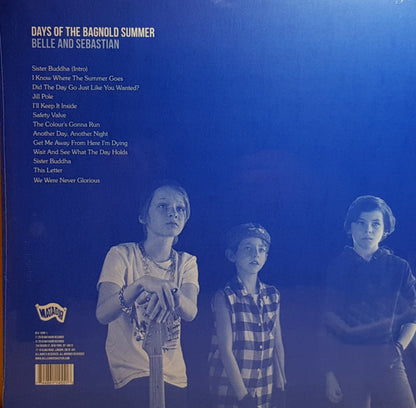 DAYS OF THE BAGNOLD SUMMER
BELLE AND SEBASTIAN
Sister Buddha (Intro)
I Know Where The Summer Goes
Did The Day Go Just Like You Wanted?
Jill Pole
I'll Keep It Inside
Safety Valve
The Colour's Gonna Run
Another Day, Another Night
Get Me Away From Here I'm Dying
Wait And See What The Day Holds
Sister Buddha
This Letter
We Were Never Glorious
MATADOR